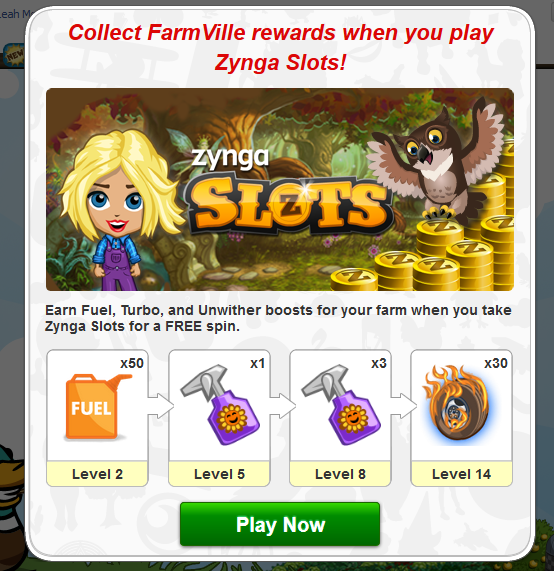 Leah M
NEW
Collect FarmVille rewards when you play
Zynga Slots!
zynga
SLOTS
Earn Fuel, Turbo, and Unwither boosts for your farm when you take
Zynga Slots for a FREE spin.
x50
x1
x3
x30
FUEL
Level 2
Level 5
Level 8
Level 14
Play Now